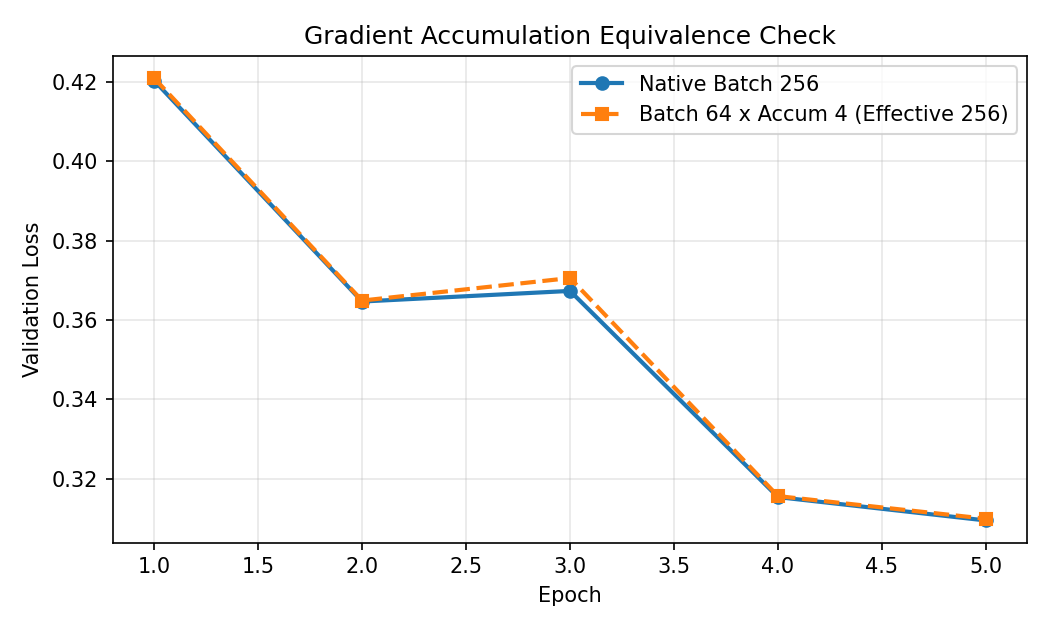 Gradient Accumulation Equivalence Check
Native Batch 256
Batch 64 x Accum 4 (Effective 256)
Validation Loss
0.42
0.40
0.38
0.36
0.34
0.32
1.0 1.5 2.0 2.5 3.0 3.5 4.0 4.5 5.0
Epoch